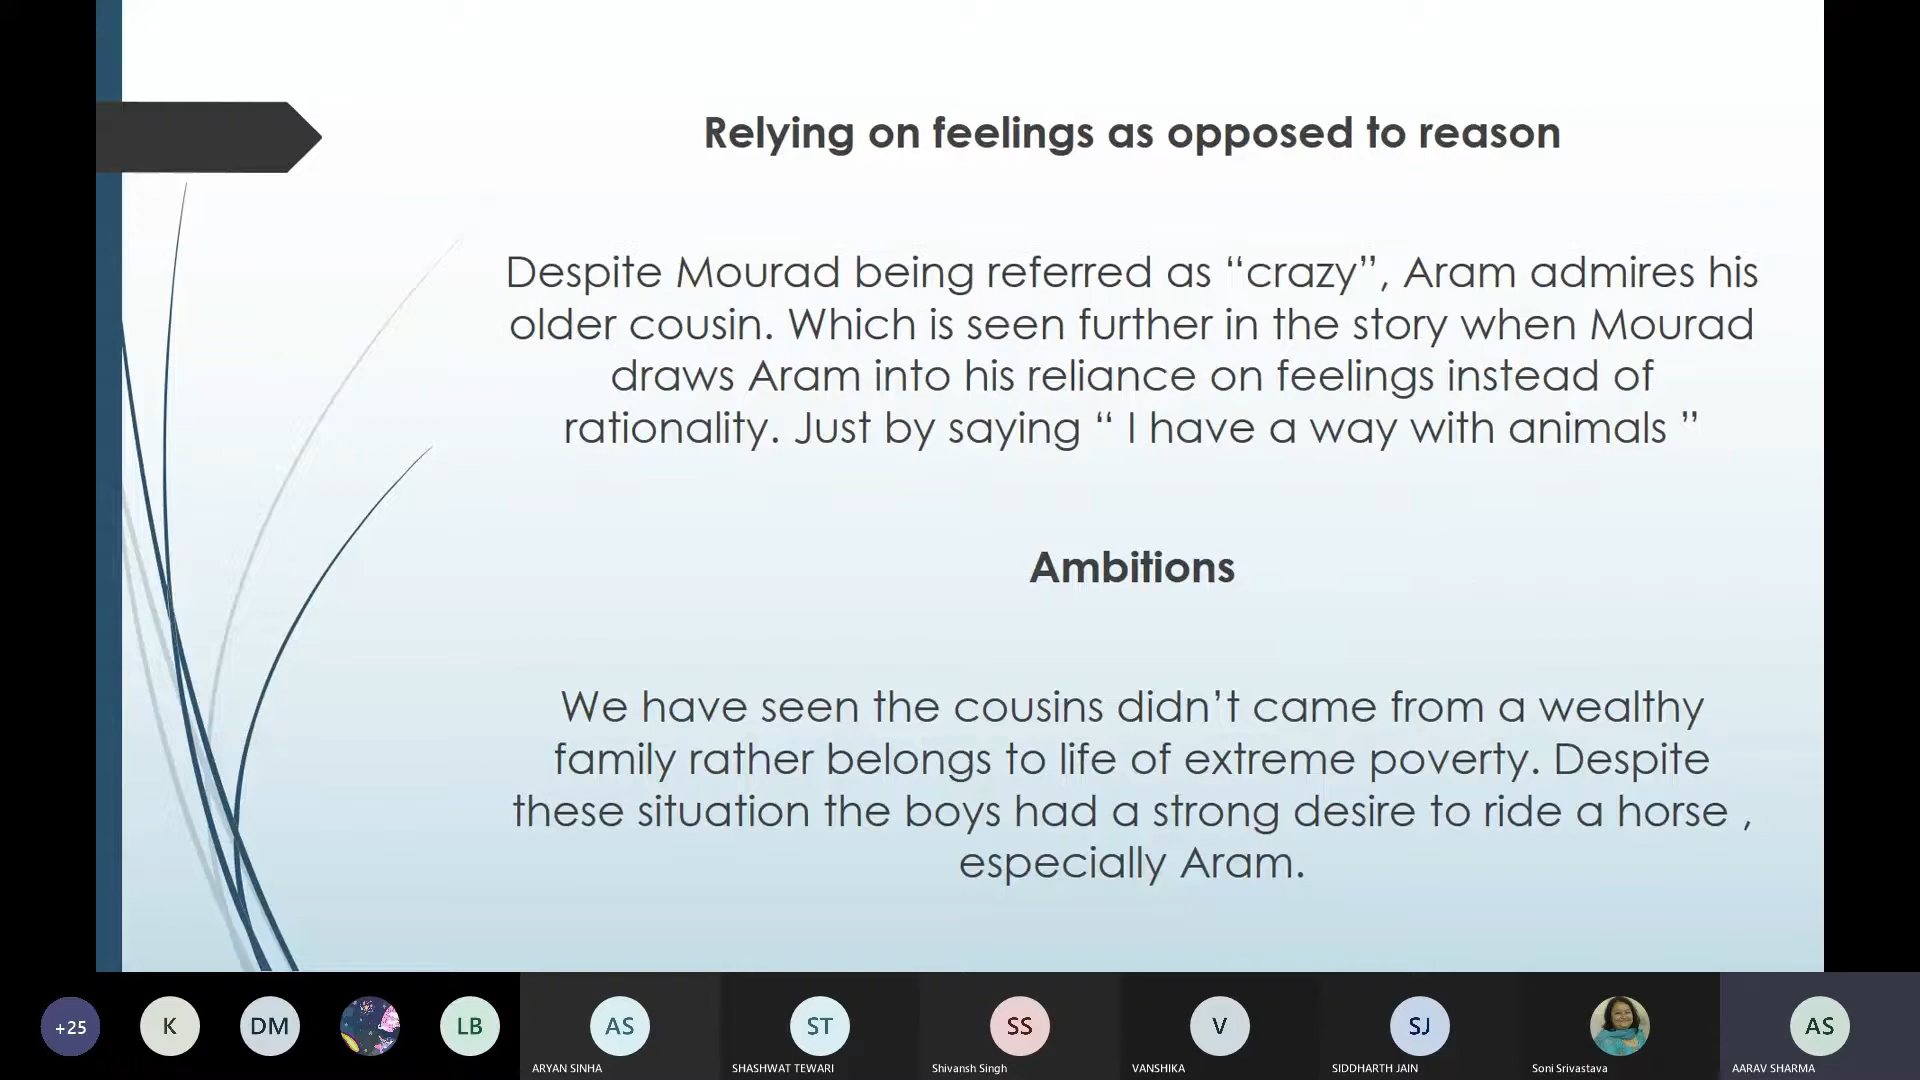 Relying on feelings as opposed to reason
Despite Mourad being referred as “crazy”, Aram admires his
older cousin. Which is seen further in the story when Mourad
draws Aram into his reliance on feelings instead of
rationality. Just by saying “ I have a way with animals ”
Ambitions
We have seen the cousins didn’t came from a wealthy
family rather belongs to life of extreme poverty. Despite
these situation the boys had a strong desire to ride a horse ,
especially Aram.
+25
K
DM
LB
AS
ST
SS
V
SJ
AS
ARYAN SINHA
SHASHWAT TEWARI
Shivansh Singh
VANSHIKA
SIDDHARTH JAIN
Soni Srivastava
AARAV SHARMA